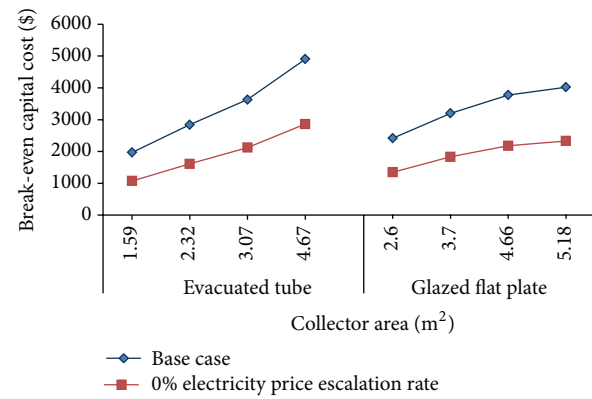 Break-even capital cost ($)
6000
5000
4000
3000
2000
1000
0
1.59
2.32
3.07
4.67
2.6
3.7
4.66
5.18
Evacuated tube
Glazed flat plate
Collector area (m²)
Base case
0% electricity price escalation rate